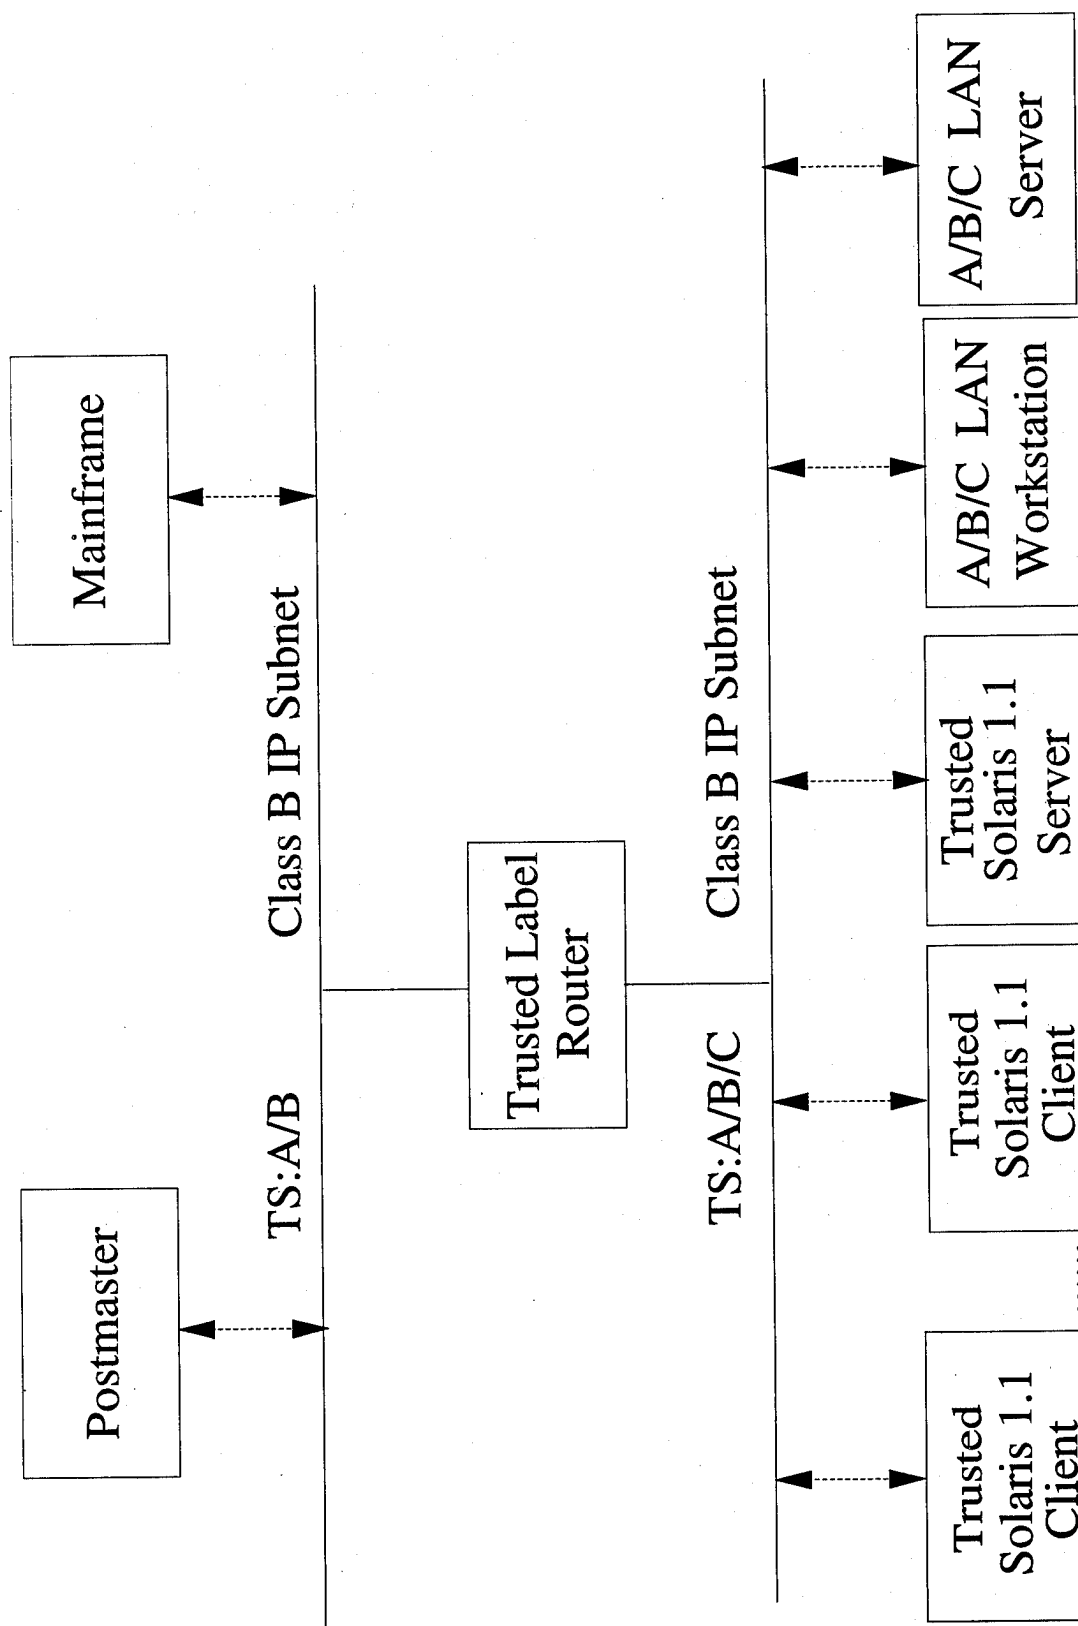 Postmaster
Mainframe
TS:A/B
Class B IP Subnet
Trusted Label
Router
TS:A/B/C
Class B IP Subnet
Trusted
Solaris 1.1
Client
Trusted
Solaris 1.1
Client
Trusted
Solaris 1.1
Server
A/B/C LAN
Workstation
A/B/C LAN
Server